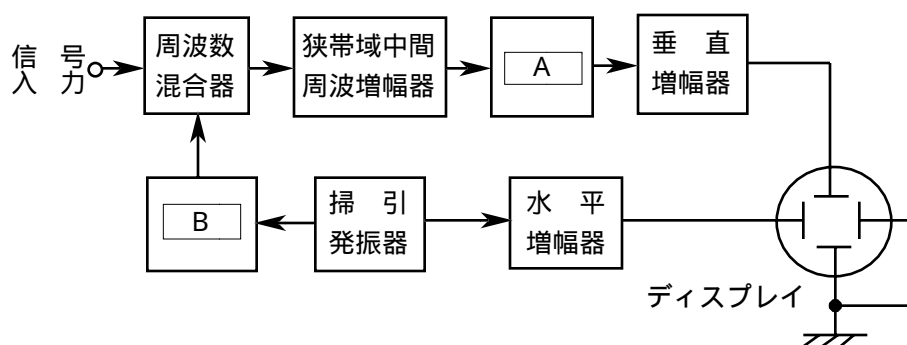 信　号
入　力
周波数
混合器
狭帯域中間
周波増幅器
A
垂　直
増幅器
B
掃　引
発振器
水　平
増幅器
ディスプレイ